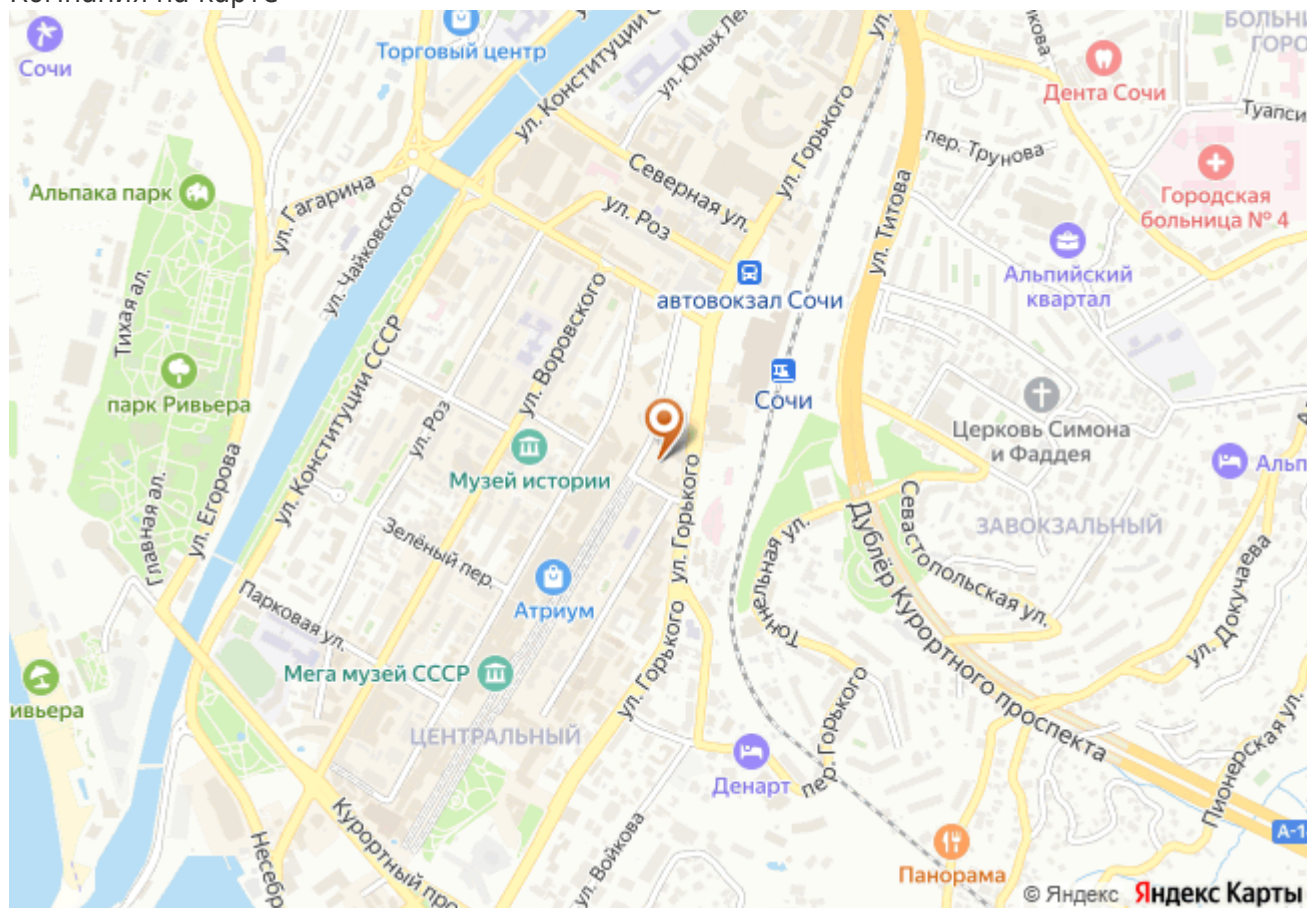 Компания на карте
Сочи
Торговый центр
ул. Конституции С
ул. Юных Лен
ул.
кова
БОЛЬН
ГОРО
Дента Сочи
Туапси
пер. Трунова
Городская
больница № 4
Альпака парк
ул. Гагарина
ул. Чайковского
Северная ул.
ул. Роз
ул. Горького
ул. Титова
Альпийский
квартал
автовокзал Сочи
Тихая ал.
парк Ривьера
ул. Конституции СССР
ул. Воровского
ул. Роз
Сочи
Церковь Симона
и Фаддея
Альп
Музей истории
Главная ал.
ул. Егорова
Зелёный пер.
ул. Горького
Атриум
Парковая ул.
Мега музей СССР
ЦЕНТРАЛЬНЫЙ
ул. Горького
Тоннельная ул.
Севастопольская ул.
ЗАВОКЗАЛЬНЫЙ
Дублёр Курортного проспекта
ул. Докучаева
Пионерская ул.
пер. Горького
Денарт
ивьера
Несебр
Курортный про
ул. Войкова
Панорама
А-1
© Яндекс Яндекс Карты